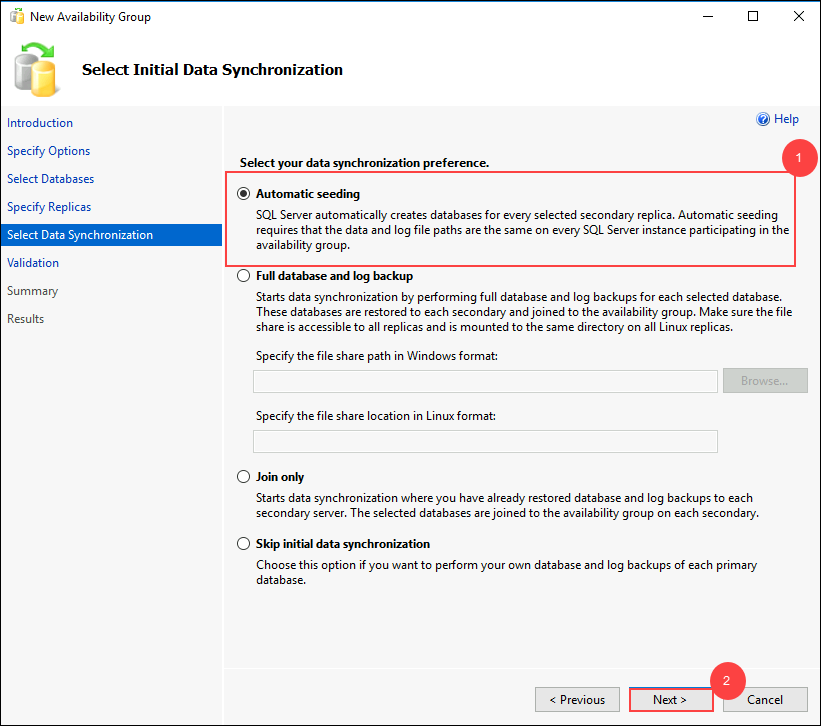 New Availability Group
Select Initial Data Synchronization
Introduction
Specify Options
Select Databases
Specify Replicas
Select Data Synchronization
Validation
Summary
Results
Help
Select your data synchronization preference.
1
Automatic seeding
SQL Server automatically creates databases for every selected secondary replica. Automatic seeding
requires that the data and log file paths are the same on every SQL Server instance participating in the
availability group.
Full database and log backup
Starts data synchronization by performing full database and log backups for each selected database.
These databases are restored to each secondary and joined to the availability group. Make sure the file
share is accessible to all replicas and is mounted to the same directory on all Linux replicas.
Specify the file share path in Windows format:
Browse...
Specify the file share location in Linux format:
Join only
Starts data synchronization where you have already restored database and log backups to each
secondary server. The selected databases are joined to the availability group on each secondary.
Skip initial data synchronization
Choose this option if you want to perform your own database and log backups of each primary
database.
2
< Previous
Next >
Cancel